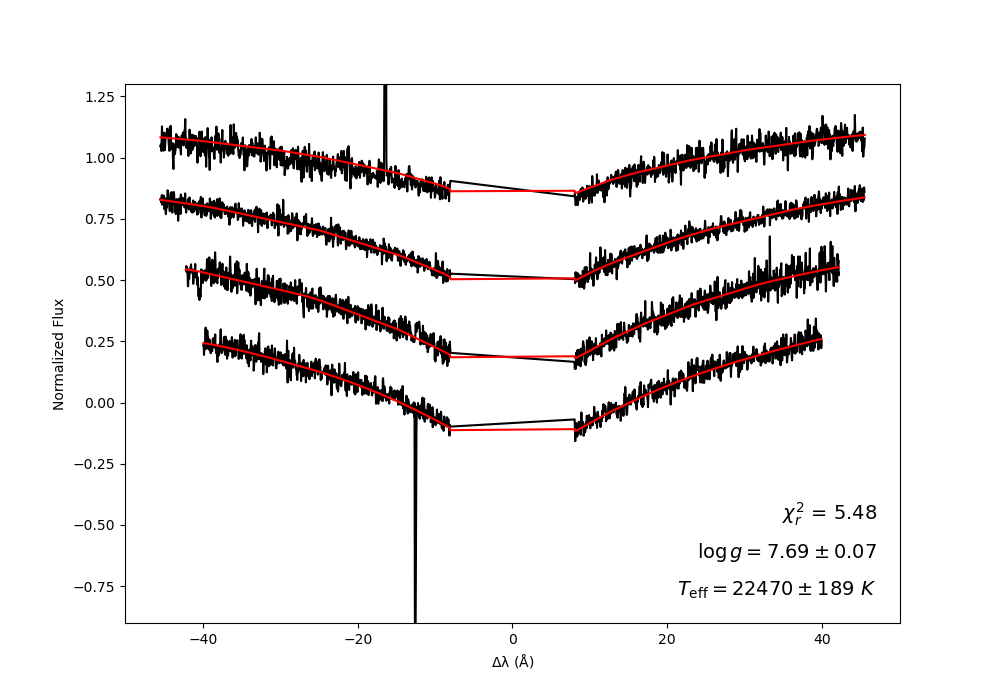 1.25
1.00
0.75
0.50
0.25
0.00
−0.25
−0.50
−0.75
Normalized Flux
χ²ᵣ = 5.48
log g = 7.69 ± 0.07
T_eff = 22470 ± 189 K
−40
−20
0
20
40
Δλ (Å)